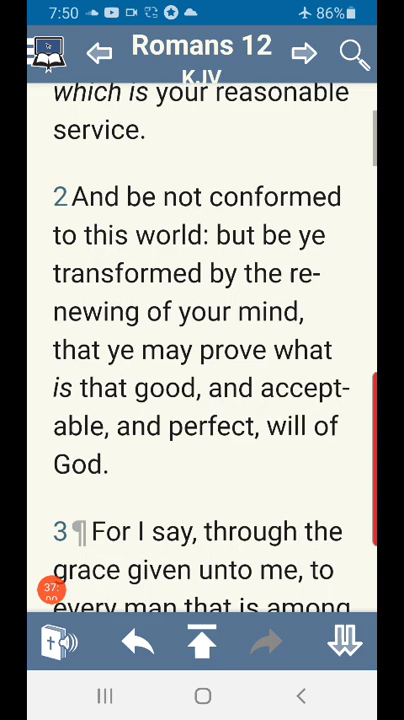 7:50
86%
Romans 12
KJV
which is your reasonable
service.
2 And be not conformed
to this world: but be ye
transformed by the re-
newing of your mind,
that ye may prove what
is that good, and accept-
able, and perfect, will of
God.
3 ¶ For I say, through the
grace given unto me, to
every man that is among
37:
00